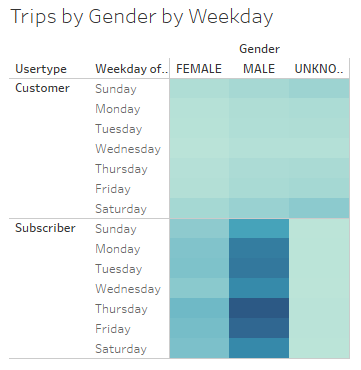 Trips by Gender by Weekday
Gender
Usertype Weekday of.. FEMALE MALE UNKNO..
Customer Sunday
Monday
Tuesday
Wednesday
Thursday
Friday
Saturday
Subscriber Sunday
Monday
Tuesday
Wednesday
Thursday
Friday
Saturday